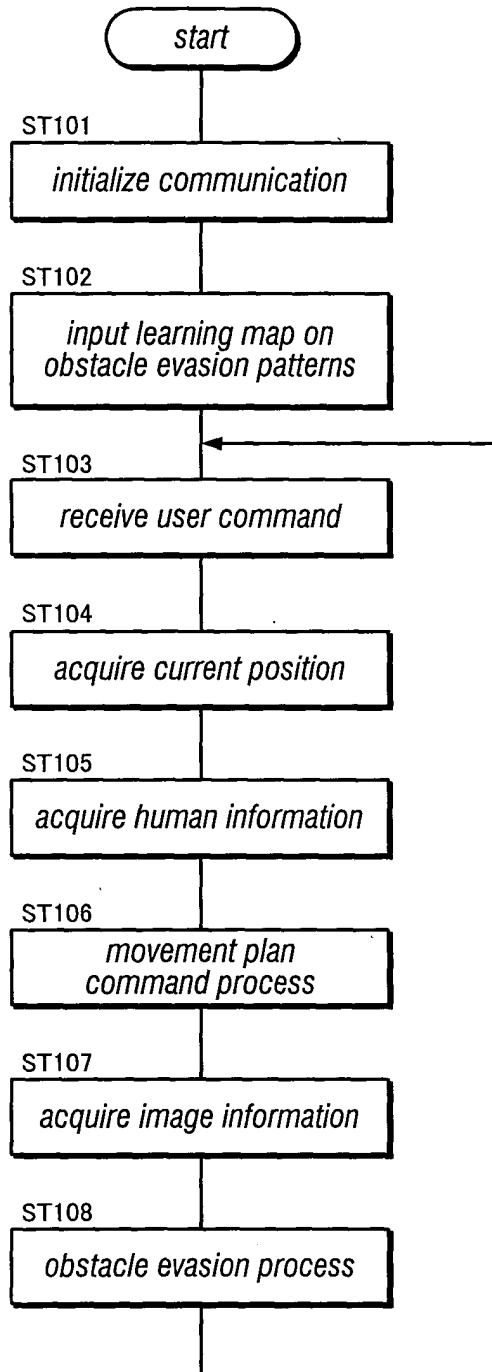 start
ST101
initialize communication
ST102
input learning map on
obstacle evasion patterns
ST103
receive user command
ST104
acquire current position
ST105
acquire human information
ST106
movement plan
command process
ST107
acquire image information
ST108
obstacle evasion process